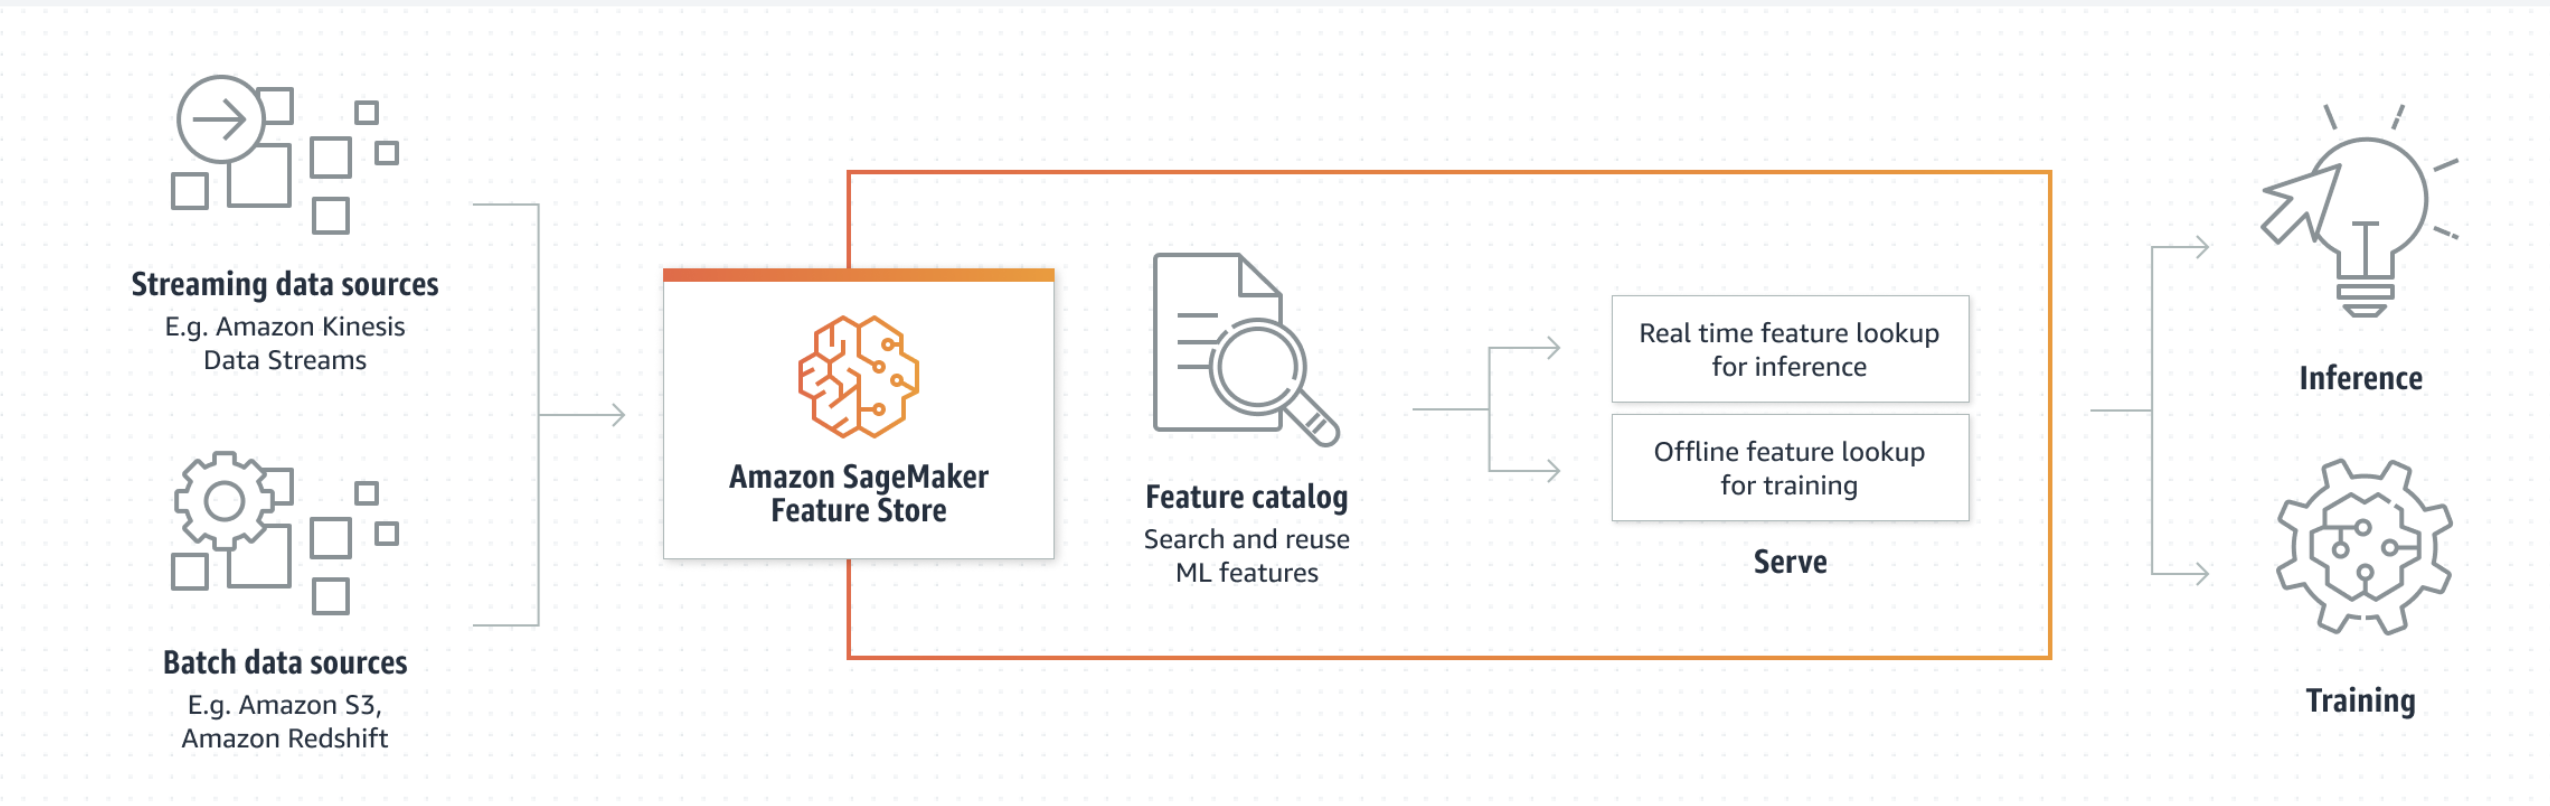 Streaming data sources
E.g. Amazon Kinesis
Data Streams
Batch data sources
E.g. Amazon S3,
Amazon Redshift
Amazon SageMaker
Feature Store
Feature catalog
Search and reuse
ML features
Real time feature lookup
for inference
Offline feature lookup
for training
Serve
Inference
Training